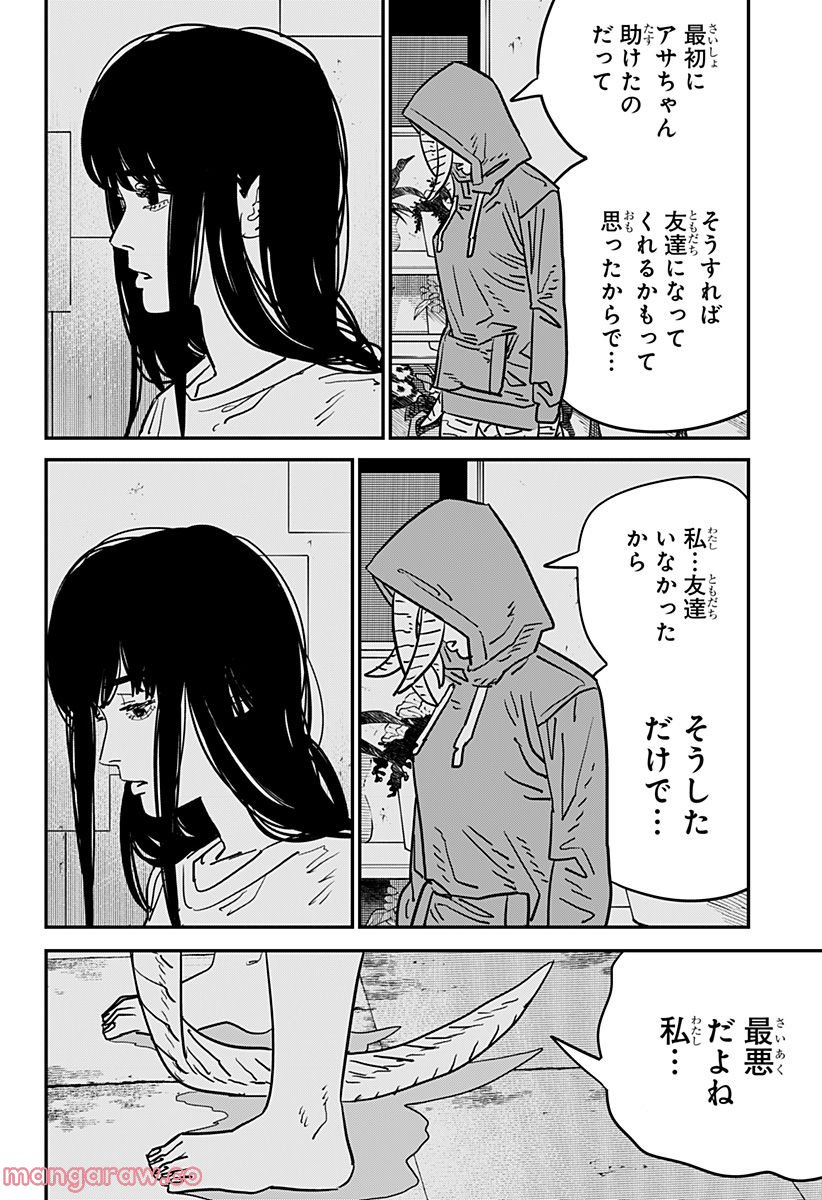 最初に
アサちゃん
助けたの
だって
そうすれば
友達になって
くれるかもって
思ったからで…
私…友達
いなかった
から
そうした
だけで…
最悪
だよね
私…
mangaraw.so